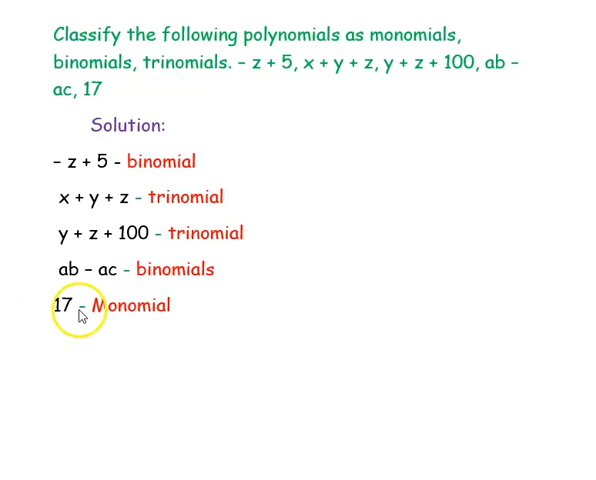 Classify the following polynomials as monomials,
binomials, trinomials. – z + 5, x + y + z, y + z + 100, ab –
ac, 17
Solution:
– z + 5 - binomial
x + y + z - trinomial
y + z + 100 - trinomial
ab – ac - binomials
17 - Monomial